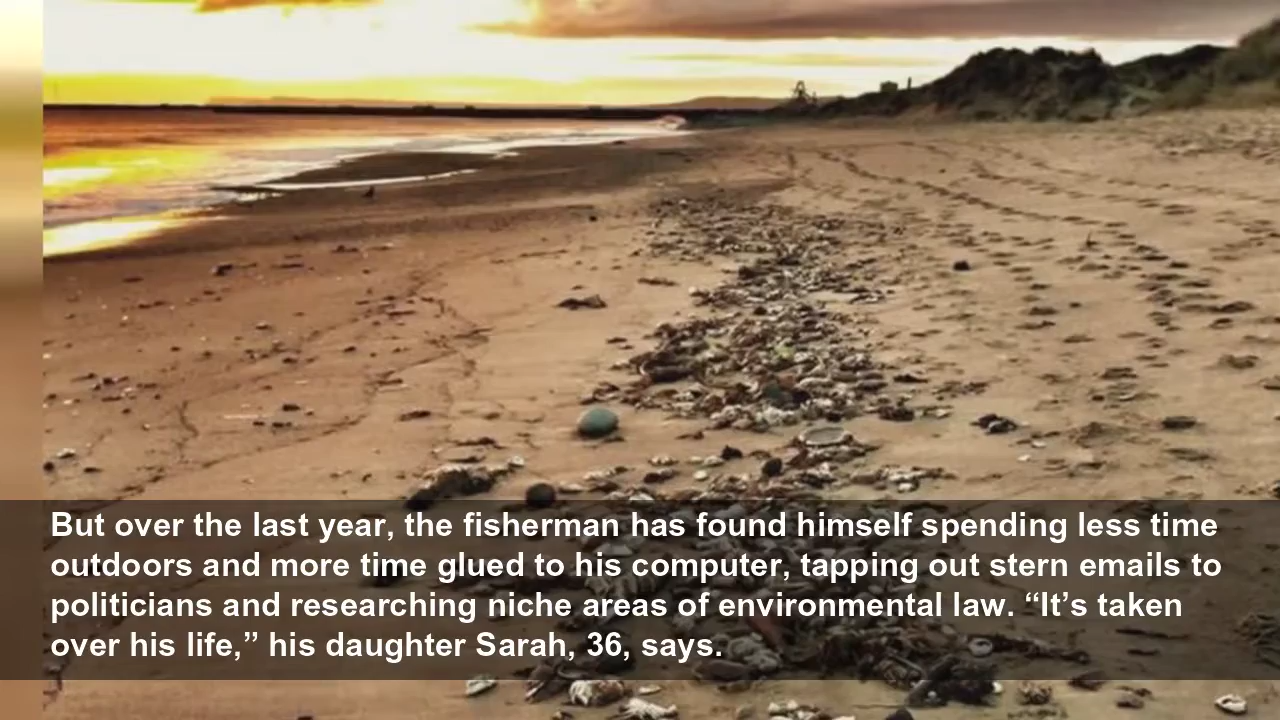 But over the last year, the fisherman has found himself spending less time
outdoors and more time glued to his computer, tapping out stern emails to
politicians and researching niche areas of environmental law. “It’s taken
over his life,” his daughter Sarah, 36, says.